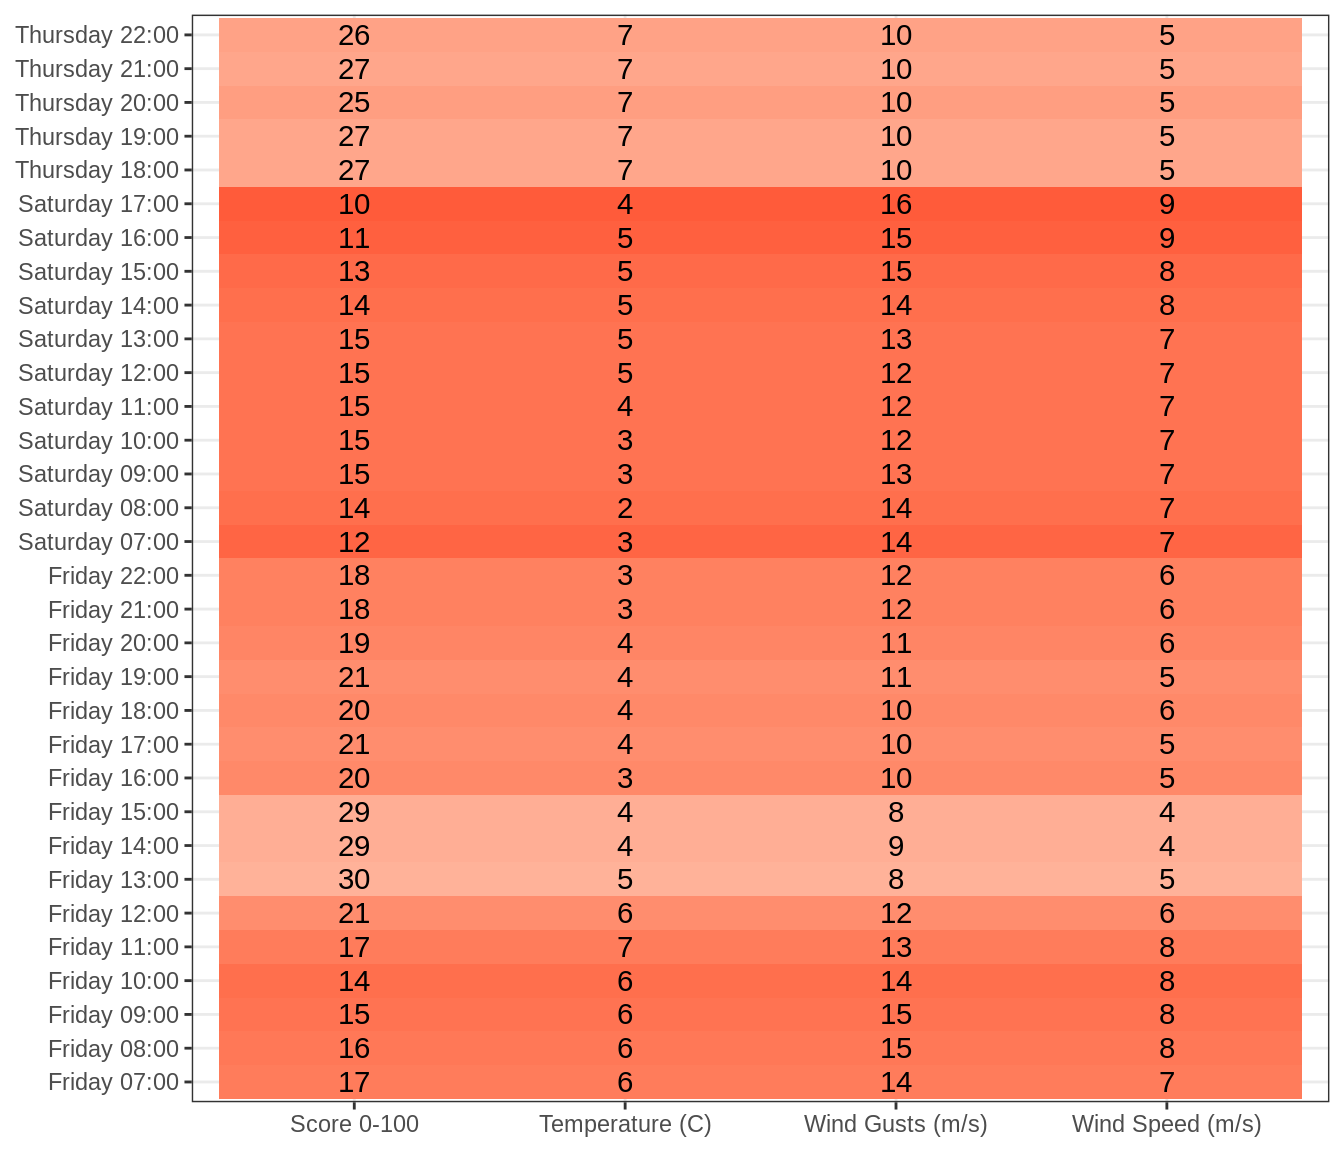 Thursday 22:00 26 7 10 5
Thursday 21:00 27 7 10 5
Thursday 20:00 25 7 10 5
Thursday 19:00 27 7 10 5
Thursday 18:00 27 7 10 5
Saturday 17:00 10 4 16 9
Saturday 16:00 11 5 15 9
Saturday 15:00 13 5 15 8
Saturday 14:00 14 5 14 8
Saturday 13:00 15 5 13 7
Saturday 12:00 15 5 12 7
Saturday 11:00 15 4 12 7
Saturday 10:00 15 3 12 7
Saturday 09:00 15 3 13 7
Saturday 08:00 14 2 14 7
Saturday 07:00 12 3 14 7
Friday 22:00 18 3 12 6
Friday 21:00 18 3 12 6
Friday 20:00 19 4 11 6
Friday 19:00 21 4 11 5
Friday 18:00 20 4 10 6
Friday 17:00 21 4 10 5
Friday 16:00 20 3 10 5
Friday 15:00 29 4 8 4
Friday 14:00 29 4 9 4
Friday 13:00 30 5 8 5
Friday 12:00 21 6 12 6
Friday 11:00 17 7 13 8
Friday 10:00 14 6 14 8
Friday 09:00 15 6 15 8
Friday 08:00 16 6 15 8
Friday 07:00 17 6 14 7
Score 0-100 Temperature (C) Wind Gusts (m/s) Wind Speed (m/s)